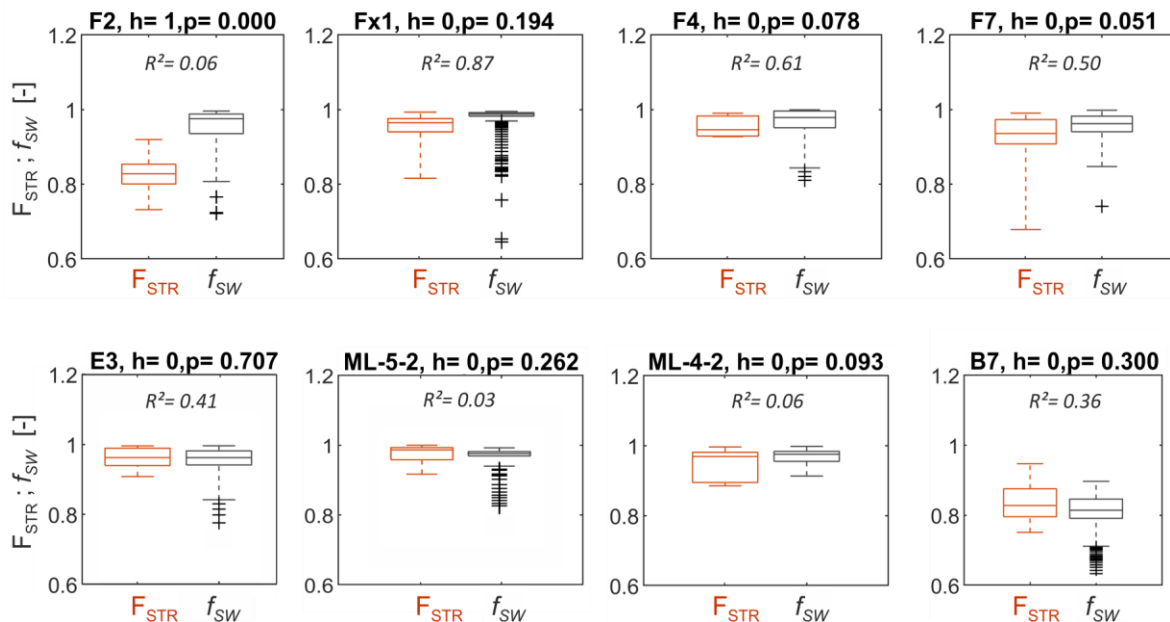 F2, h= 1,p= 0.000
Fx1, h= 0,p= 0.194
F4, h= 0,p= 0.078
F7, h= 0,p= 0.051
F_STR ; f_SW [-]
1.2
1
0.8
0.6
R²= 0.06
F_STR
f_SW
1.2
1
0.8
0.6
R²= 0.87
F_STR
f_SW
1.2
1
0.8
0.6
R²= 0.61
F_STR
f_SW
1.2
1
0.8
0.6
R²= 0.50
F_STR
f_SW
E3, h= 0,p= 0.707
ML-5-2, h= 0,p= 0.262
ML-4-2, h= 0,p= 0.093
B7, h= 0,p= 0.300
F_STR ; f_SW [-]
1.2
1
0.8
0.6
R²= 0.41
F_STR
f_SW
1.2
1
0.8
0.6
R²= 0.03
F_STR
f_SW
1.2
1
0.8
0.6
R²= 0.06
F_STR
f_SW
1.2
1
0.8
0.6
R²= 0.36
F_STR
f_SW